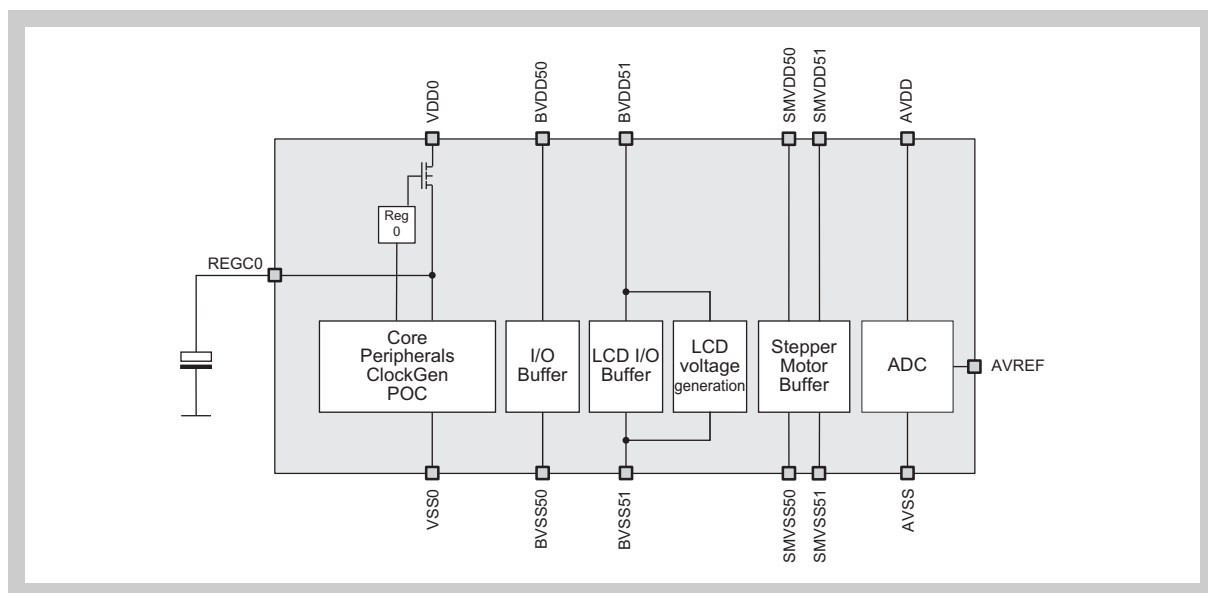 VDD0
BVDD50
BVDD51
SMVDD50
SMVDD51
AVDD
Reg
0
REGC0
Core
Peripherals
ClockGen
POC
I/O
Buffer
LCD I/O
Buffer
LCD
voltage
generation
Stepper
Motor
Buffer
ADC
AVREF
VSS0
BVSS50
BVSS51
SMVSS50
SMVSS51
AVSS